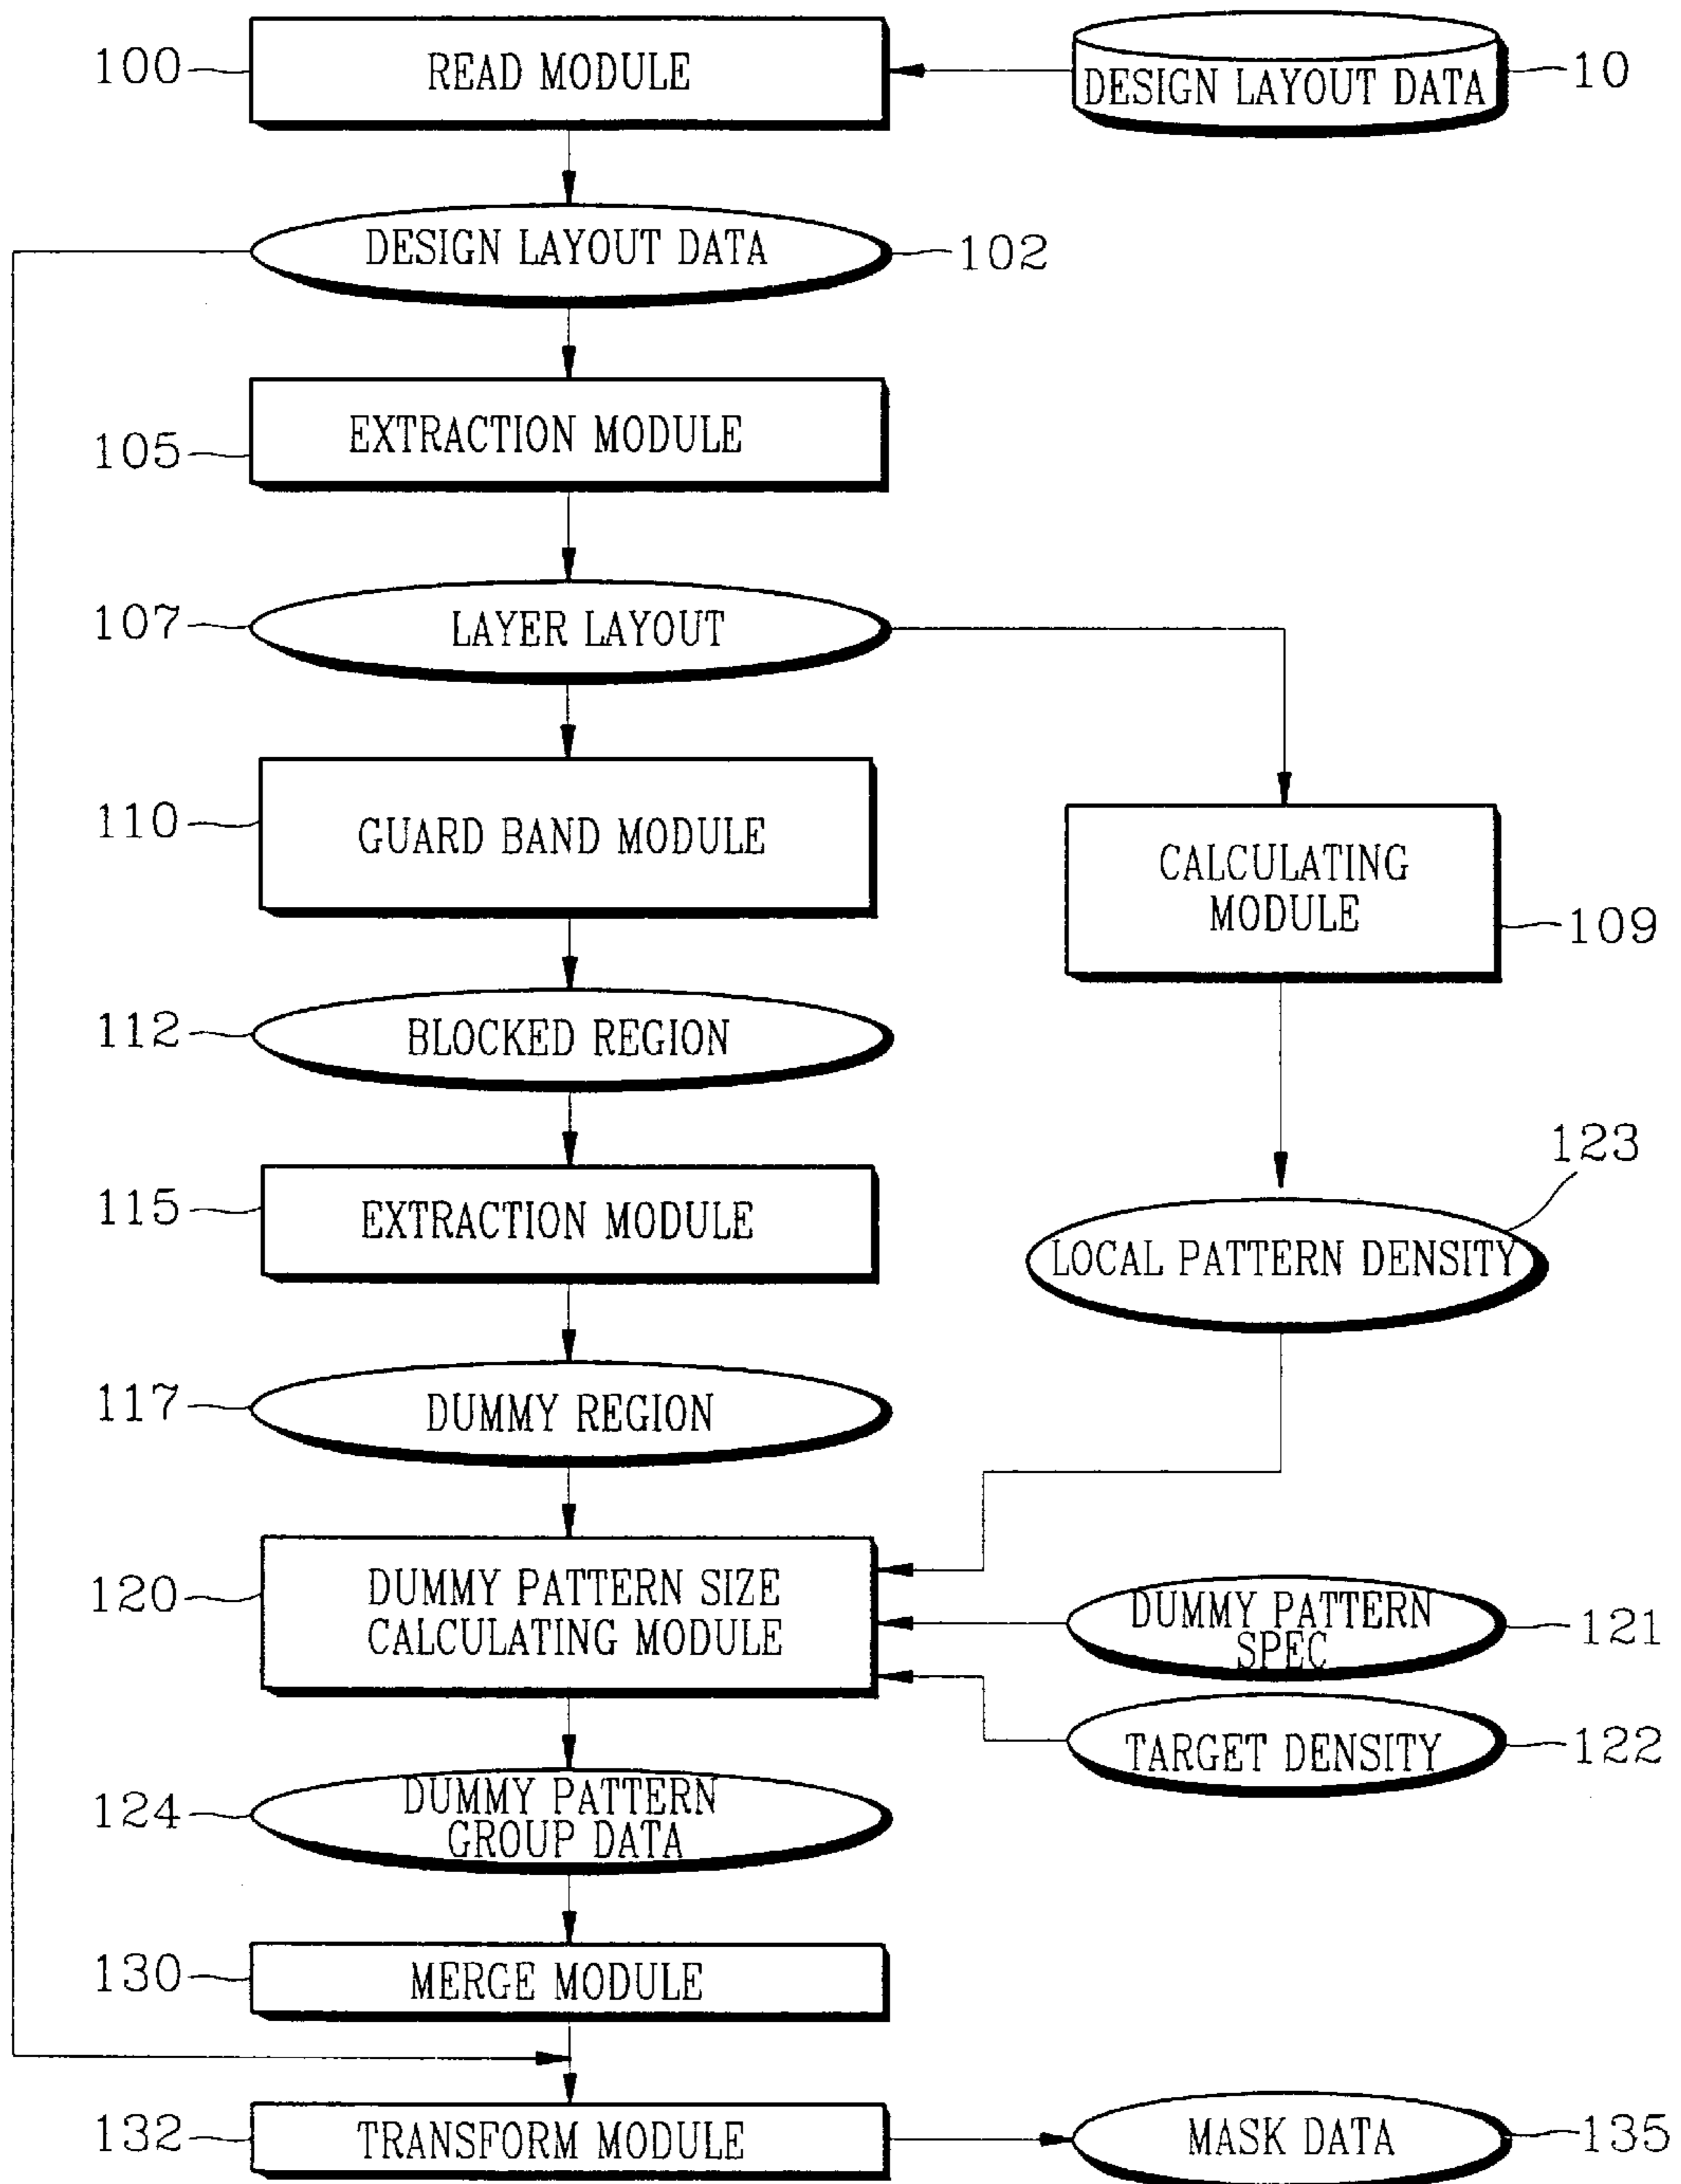 100
READ MODULE
DESIGN LAYOUT DATA
10
DESIGN LAYOUT DATA
102
105
EXTRACTION MODULE
107
LAYER LAYOUT
110
GUARD BAND MODULE
CALCULATING
MODULE
109
112
BLOCKED REGION
123
115
EXTRACTION MODULE
LOCAL PATTERN DENSITY
117
DUMMY REGION
120
DUMMY PATTERN SIZE
CALCULATING MODULE
DUMMY PATTERN
SPEC
121
TARGET DENSITY
122
124
DUMMY PATTERN
GROUP DATA
130
MERGE MODULE
132
TRANSFORM MODULE
MASK DATA
135